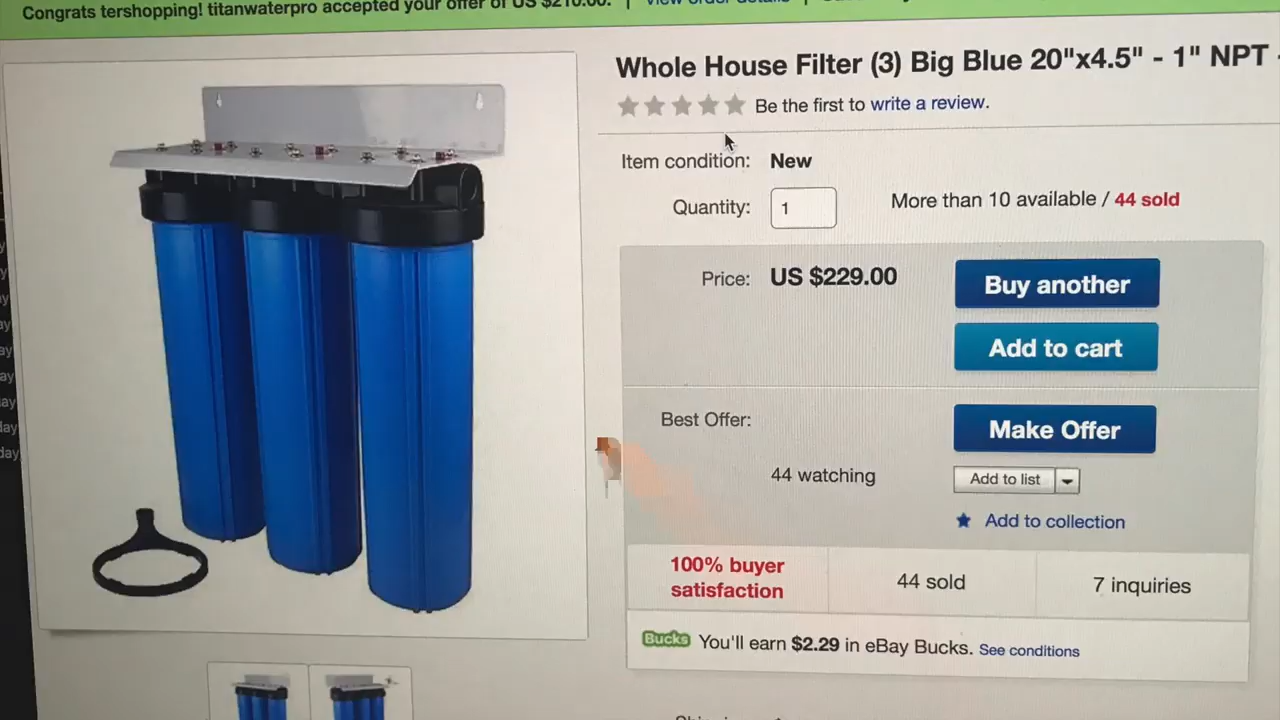 Congrats tershopping! titanwaterpro accepted your offer of US $210.00. |
Whole House Filter (3) Big Blue 20"x4.5" - 1" NPT -
Be the first to write a review.
Item condition: New
Quantity: 1 More than 10 available / 44 sold
Price: US $229.00 Buy another
Add to cart
Best Offer: Make Offer
44 watching Add to list
Add to collection
100% buyer satisfaction 44 sold 7 inquiries
Bucks You'll earn $2.29 in eBay Bucks. See conditions